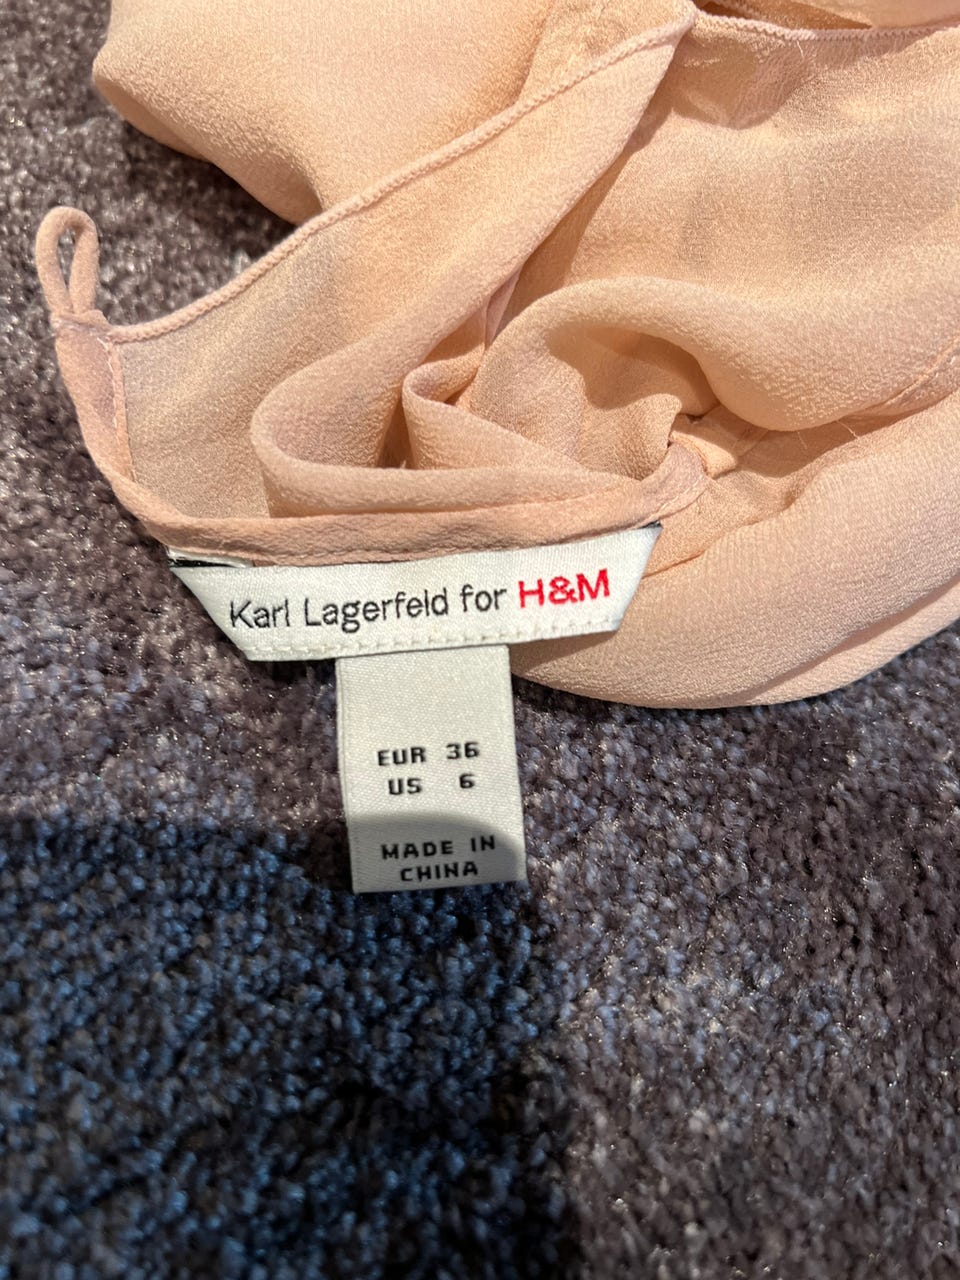 Karl Lagerfeld for H&M
EUR 36
US 6
MADE IN
CHINA